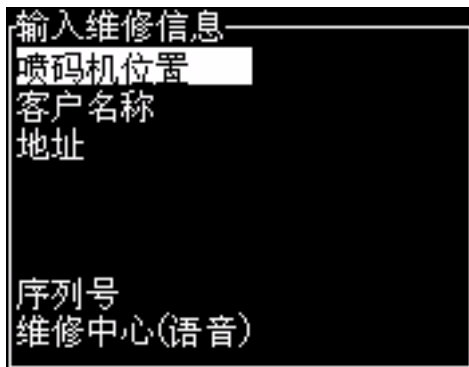 输入维修信息
喷码机位置
客户名称
地址
序列号
维修中心(语音)